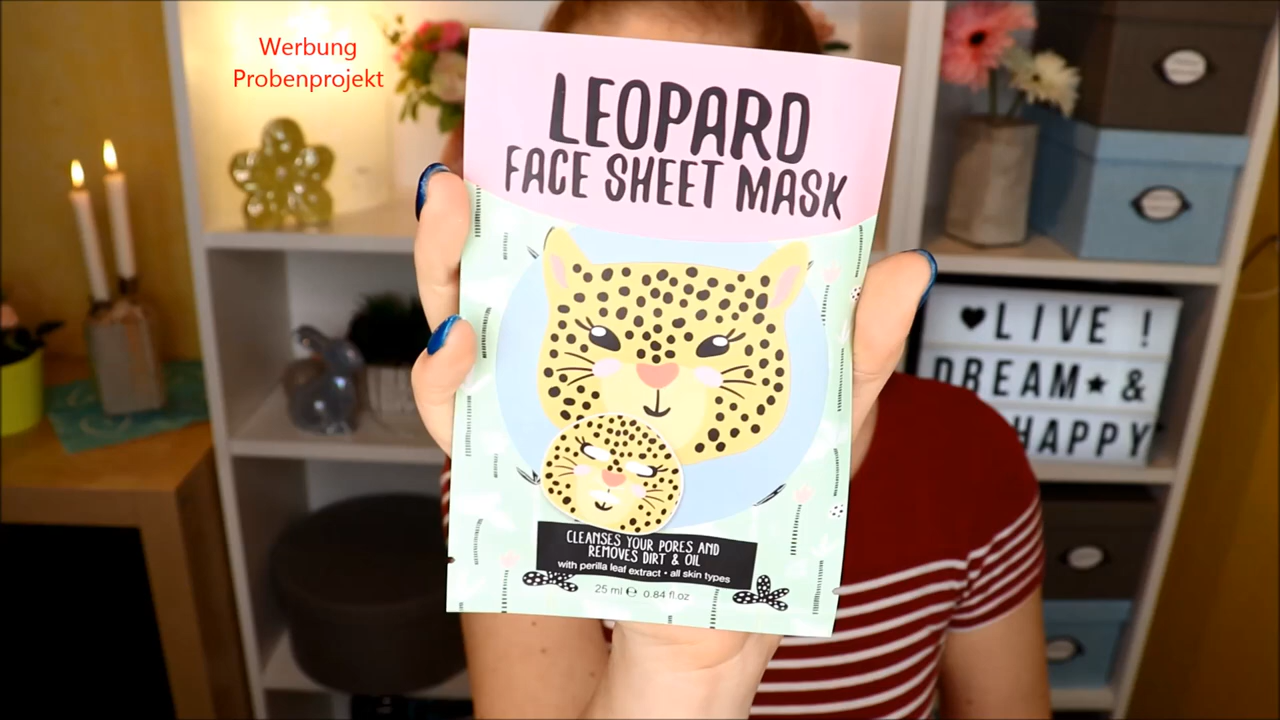 Werbung
Probenprojekt
LEOPARD
FACE SHEET MASK
CLEANSES YOUR PORES AND
REMOVES DIRT & OIL
with perilla leaf extract • all skin types
25 ml ℮ 0.84 fl.oz
♥LIVE!
DREAM★&
HAPPY